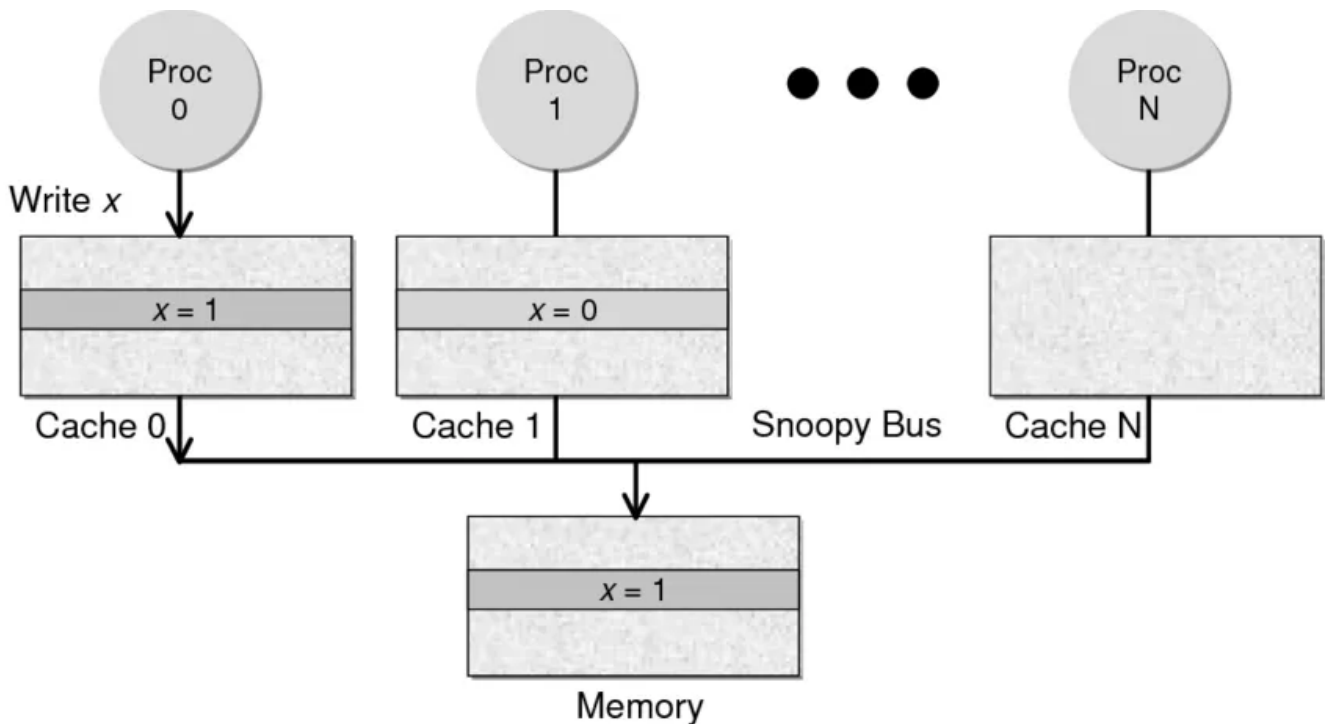 Proc
0
Proc
1
Proc
N
Write x
x = 1
x = 0
Cache 0
Cache 1
Snoopy Bus
Cache N
x = 1
Memory